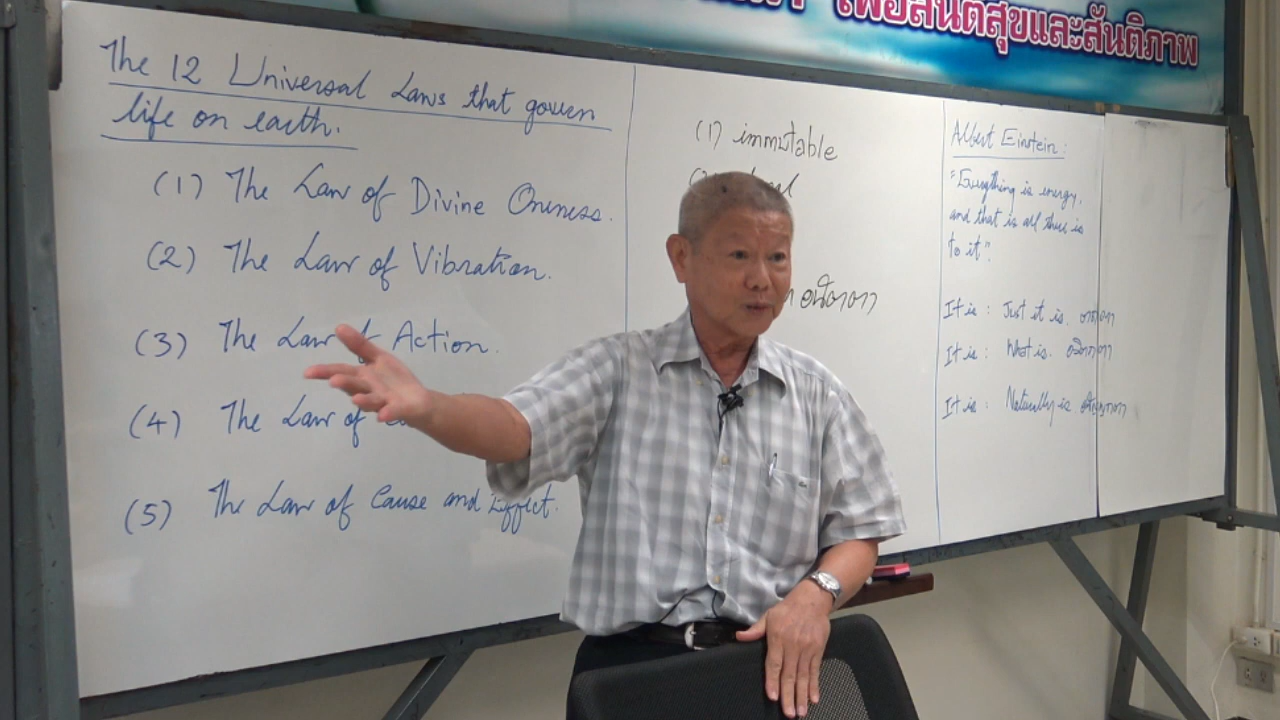 เพื่อสันติสุขและสันติภาพ
The 12 Universal Laws that govern
life on earth.
(1) The Law of Divine Oneness.
(2) The Law of Vibration.
(3) The Law of Action.
(4) The Law of
(5) The Law of Cause and Effect.
(1) immutable
Albert Einstein:
"Everything is energy,
and that is all there is
to it".
It is : Just it is.
It is : What is.
It is : Naturally is